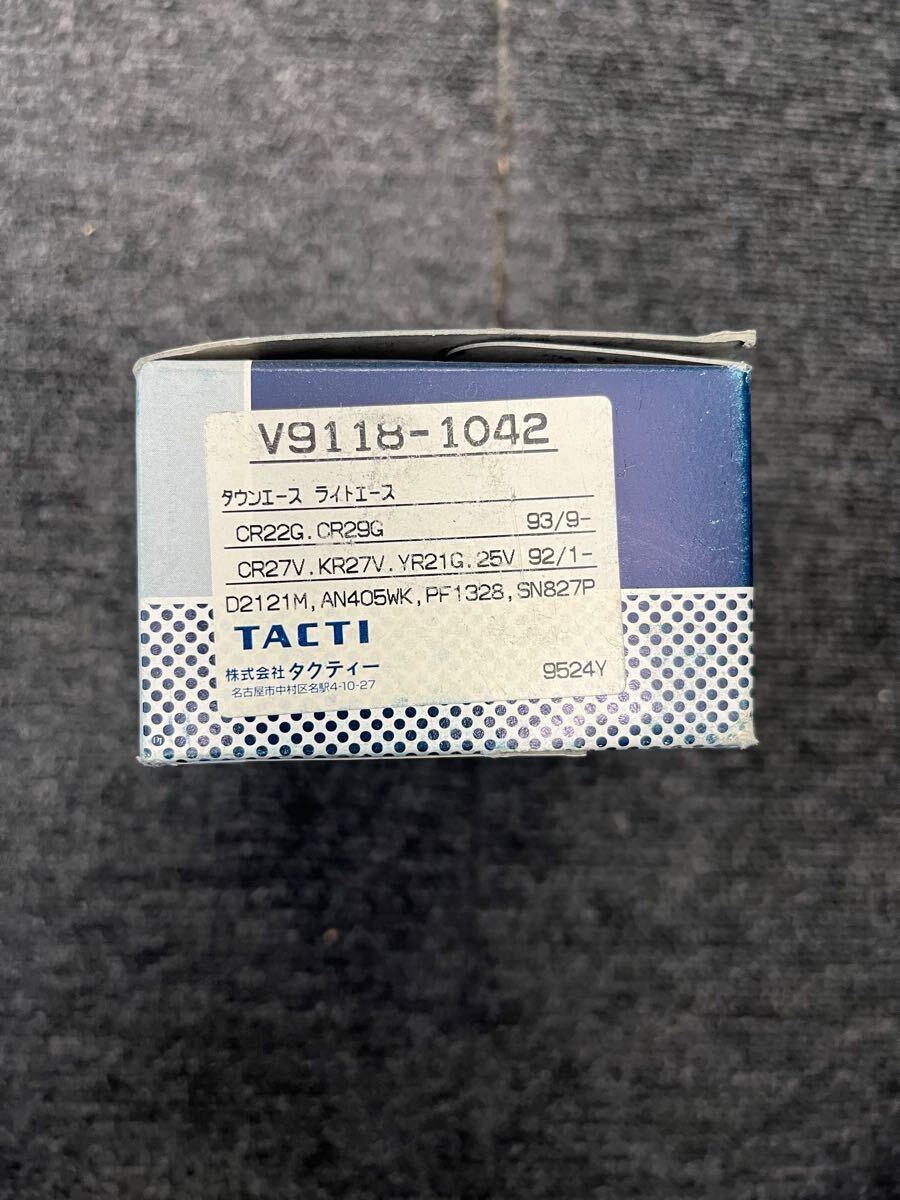 V9118-1042
タウンエース ライトエース
CR22G.CR29G 93/9-
CR27V.KR27V.YR21G.25V 92/1-
D2121M,AN405WK,PF1328,SN827P
TACTI
株式会社 タクティー 9524Y
名古屋市中村区名駅4-10-27